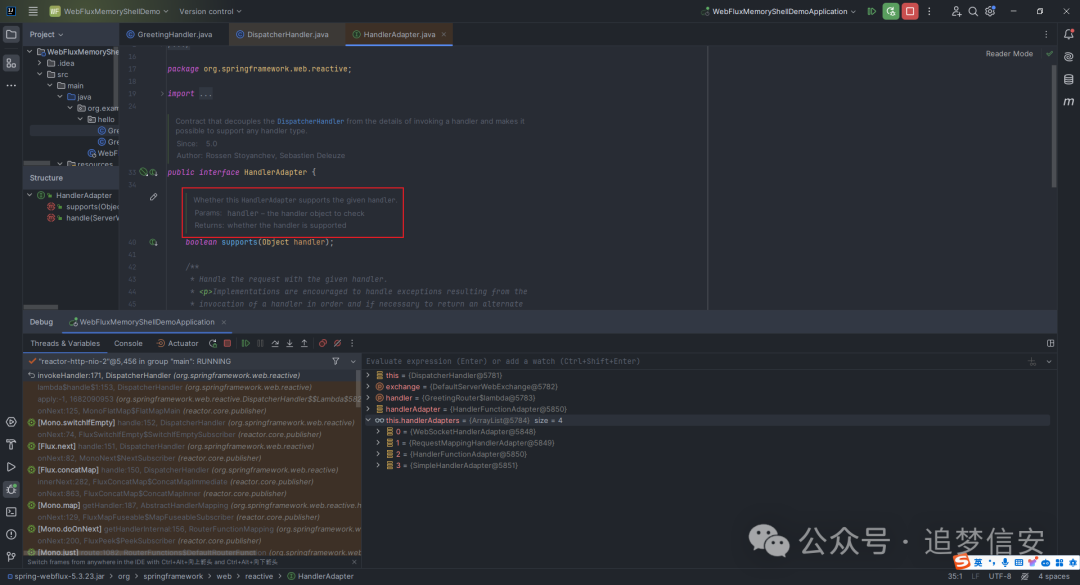 WF WebFluxMemoryShellDemo Version control
WebFluxMemoryShellDemoApplication
Project
GreetingHandler.java
DispatcherHandler.java
HandlerAdapter.java
WebFluxMemoryShe
.idea
src
main
java
org.exam
hello
Gre
Gre
WebF
resources
Structure
HandlerAdapter
supports(Objec
handle(ServerW
Reader Mode
16
17 package org.springframework.web.reactive;
18
19 import ...
26
Contract that decouples the DispatcherHandler from the details of invoking a handler and makes it
possible to support any handler type.
Since: 5.0
Author: Rossen Stoyanchev, Sebastien Deleuze
33 public interface HandlerAdapter {
34
Whether this HandlerAdapter supports the given handler.
Params: handler – the handler object to check
Returns: whether the handler is supported
40 boolean supports(Object handler);
41
42 /**
43 * Handle the request with the given handler.
44 * <p>Implementations are encouraged to handle exceptions resulting from the
45 * invocation of a handler in order and if necessary to return an alternate
Debug
WebFluxMemoryShellDemoApplication
Threads & Variables Console Actuator
"reactor-http-nio-2"@5,456 in group "main": RUNNING
invokeHandler:171, DispatcherHandler (org.springframework.web.reactive)
lambda$handle$1:153, DispatcherHandler (org.springframework.web.reactive)
apply:-1, 1682090953 (org.springframework.web.reactive.DispatcherHandler$$Lambda$582
onNext:125, MonoFlatMap$FlatMapMain (reactor.core.publisher)
[Mono.switchIfEmpty] handle:152, DispatcherHandler (org.springframework.web.reactive)
onNext:74, FluxSwitchIfEmpty$SwitchIfEmptySubscriber (reactor.core.publisher)
[Flux.next] handle:151, DispatcherHandler (org.springframework.web.reactive)
onNext:82, MonoNext$NextSubscriber (reactor.core.publisher)
[Flux.concatMap] handle:150, DispatcherHandler (org.springframework.web.reactive)
innerNext:282, FluxConcatMap$ConcatMapImmediate (reactor.core.publisher)
onNext:863, FluxConcatMap$ConcatMapInner (reactor.core.publisher)
[Mono.map] getHandler:187, AbstractHandlerMapping (org.springframework.web.reactive.h
onNext:129, FluxMapFuseable$MapFuseableSubscriber (reactor.core.publisher)
[Mono.doOnNext] getHandlerInternal:158, RouterFunctionMapping (org.springframework.w
onNext:200, FluxPeek$PeekSubscriber (reactor.core.publisher)
Switch frames from anywhere in the IDE with Ctrl+Alt+向上箭头 and Ctrl+Alt+向下箭头
Evaluate expression (Enter) or add a watch (Ctrl+Shift+Enter)
this = {DispatcherHandler@5781}
exchange = {DefaultServerWebExchange@5782}
handler = {GreetingRouter$lambda@5783}
handlerAdapter = {HandlerFunctionAdapter@5850}
this.handlerAdapters = {ArrayList@5784} size = 4
0 = {WebSocketHandlerAdapter@5848}
1 = {RequestMappingHandlerAdapter@5849}
2 = {HandlerFunctionAdapter@5850}
3 = {SimpleHandlerAdapter@5851}
公众号 · 追梦信安
英
spring-webflux-5.3.23.jar > org > springframework > web > reactive > HandlerAdapter
35:1 LF UTF-8 4 spaces